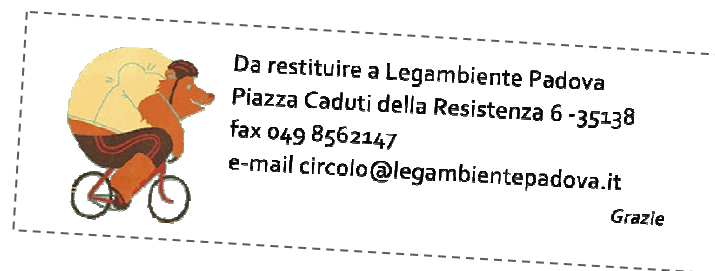 Da restituire a Legambiente Padova
Piazza Caduti della Resistenza 6 -35138
fax 049 8562147
e-mail circolo@legambientepadova.it
Grazie